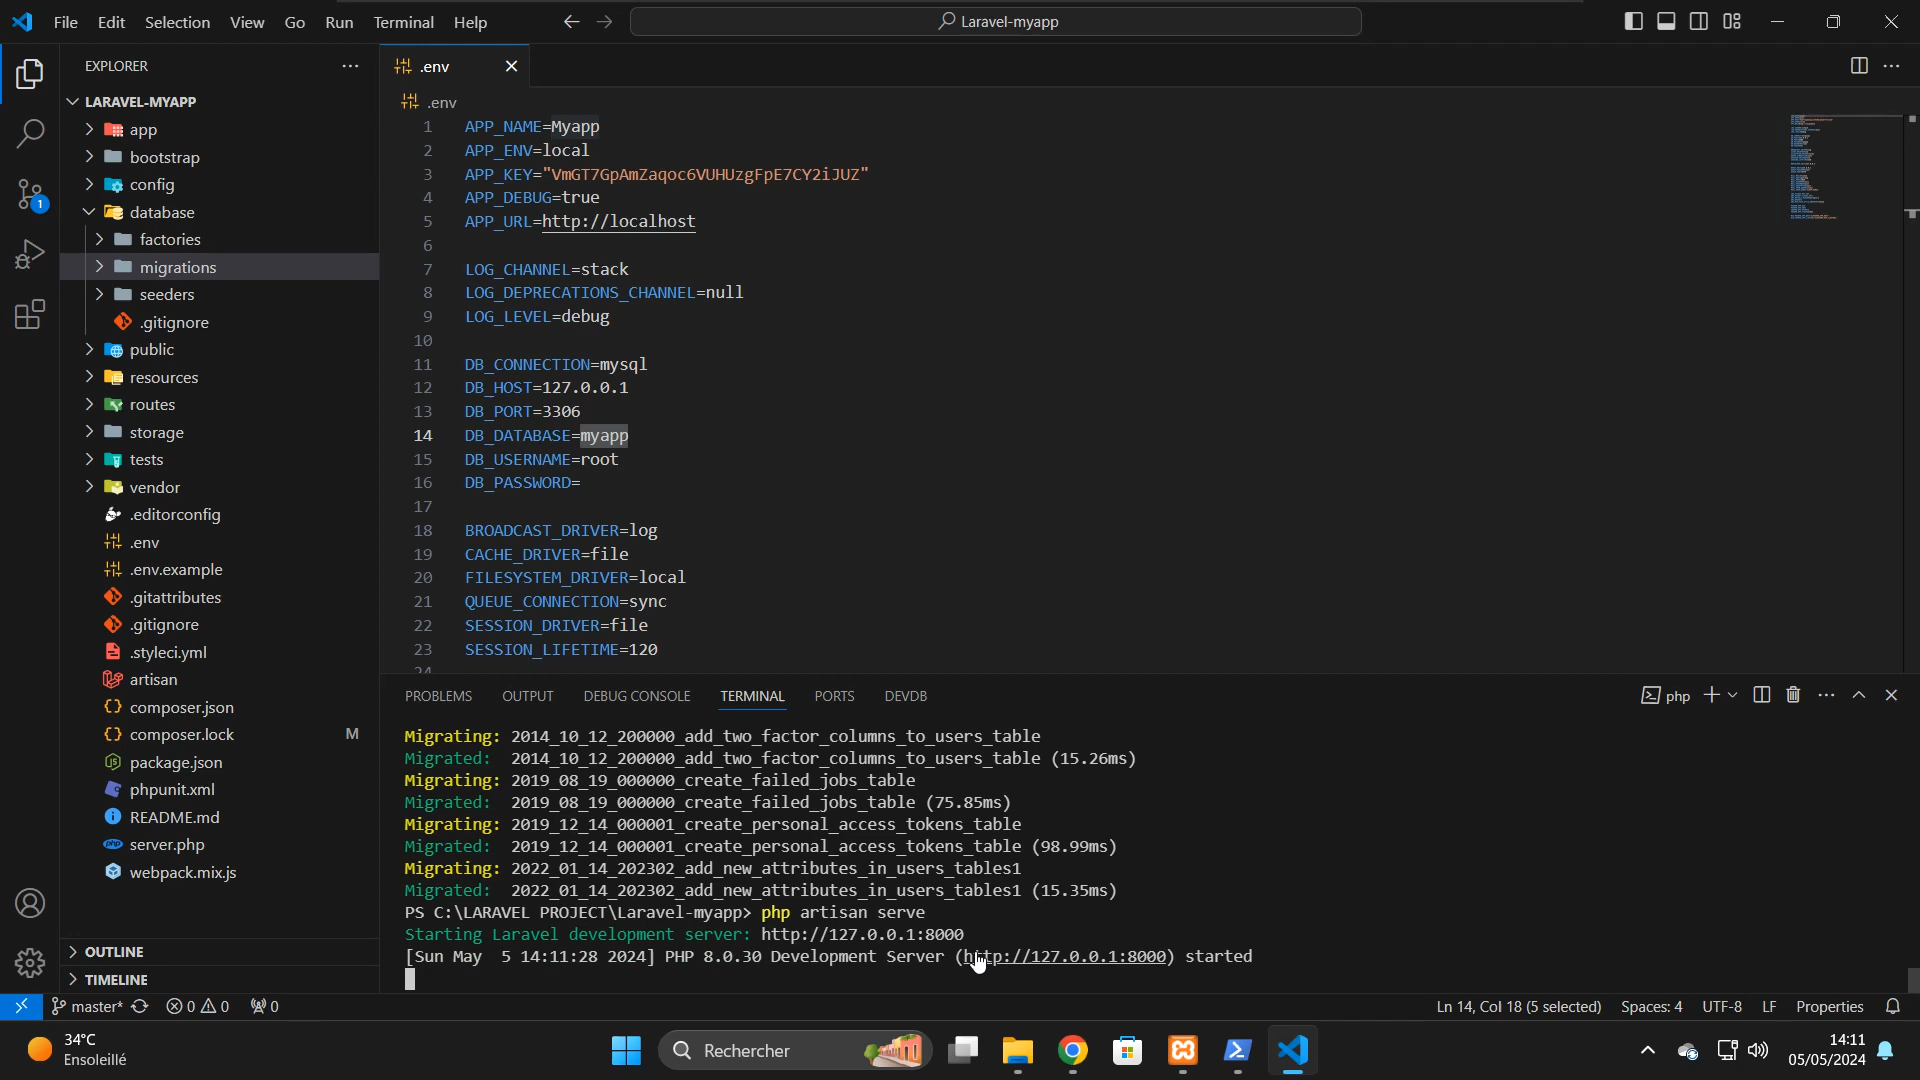 File Edit Selection View Go Run Terminal Help
Laravel-myapp
EXPLORER
.env
LARAVEL-MYAPP
app
bootstrap
config
database
factories
migrations
seeders
.gitignore
public
resources
routes
storage
tests
vendor
.editorconfig
.env
.env.example
.gitattributes
.gitignore
.styleci.yml
artisan
composer.json
composer.lock M
package.json
phpunit.xml
README.md
server.php
webpack.mix.js
OUTLINE
TIMELINE
.env
1 APP_NAME=Myapp
2 APP_ENV=local
3 APP_KEY="VmGT7GpAmZaqoc6VUHUzgFpE7CY2iJUZ"
4 APP_DEBUG=true
5 APP_URL=http://localhost
6
7 LOG_CHANNEL=stack
8 LOG_DEPRECATIONS_CHANNEL=null
9 LOG_LEVEL=debug
10
11 DB_CONNECTION=mysql
12 DB_HOST=127.0.0.1
13 DB_PORT=3306
14 DB_DATABASE=myapp
15 DB_USERNAME=root
16 DB_PASSWORD=
17
18 BROADCAST_DRIVER=log
19 CACHE_DRIVER=file
20 FILESYSTEM_DRIVER=local
21 QUEUE_CONNECTION=sync
22 SESSION_DRIVER=file
23 SESSION_LIFETIME=120
24
PROBLEMS OUTPUT DEBUG CONSOLE TERMINAL PORTS DEVDB
php
Migrating: 2014_10_12_200000_add_two_factor_columns_to_users_table
Migrated: 2014_10_12_200000_add_two_factor_columns_to_users_table (15.26ms)
Migrating: 2019_08_19_000000_create_failed_jobs_table
Migrated: 2019_08_19_000000_create_failed_jobs_table (75.85ms)
Migrating: 2019_12_14_000001_create_personal_access_tokens_table
Migrated: 2019_12_14_000001_create_personal_access_tokens_table (98.99ms)
Migrating: 2022_01_14_202302_add_new_attributes_in_users_tables1
Migrated: 2022_01_14_202302_add_new_attributes_in_users_tables1 (15.35ms)
PS C:\LARAVEL PROJECT\Laravel-myapp> php artisan serve
Starting Laravel development server: http://127.0.0.1:8000
[Sun May 5 14:11:28 2024] PHP 8.0.30 Development Server (http://127.0.0.1:8000) started
1
master* 0 0 0
Ln 14, Col 18 (5 selected) Spaces: 4 UTF-8 LF Properties
34°C
Ensoleillé
Rechercher
14:11
05/05/2024